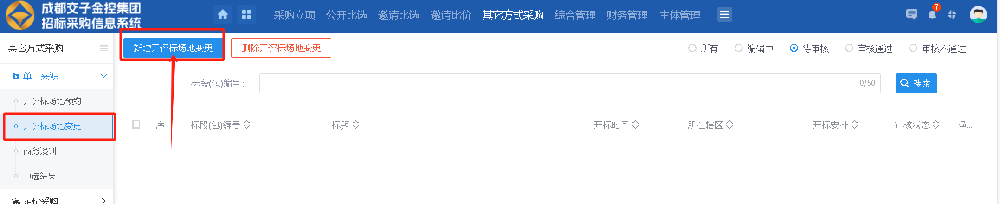 成都交子金控集团
招标采购信息系统
采购立项 公开比选 邀请比选 邀请比价 其它方式采购 综合管理 财务管理 主体管理
7
其它方式采购
新增开评标场地变更 删除开评标场地变更
所有 编辑中 待审核 审核通过 审核不通过
单一来源
标段(包)编号： 0/50 搜索
开评标场地预约
开评标场地变更
序 标段(包)编号 标题 开标时间 所在辖区 开标安排 审核状态 操...
商务谈判
中选结果
定价采购